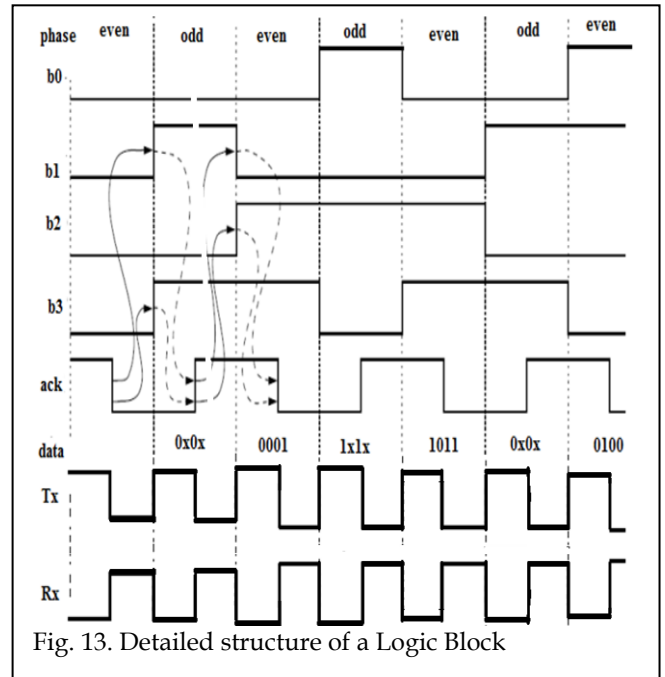 phase even odd even odd even odd even
b0
b1
b2
b3
ack
data 0x0x 0001 1x1x 1011 0x0x 0100
Tx
Rx
Fig. 13. Detailed structure of a Logic Block